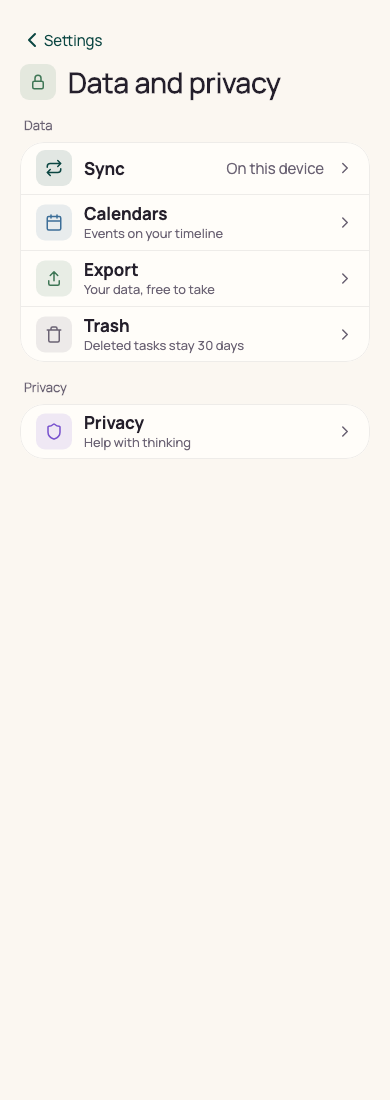 Settings
Data and privacy
Data
Sync On this device
Calendars
Events on your timeline
Export
Your data, free to take
Trash
Deleted tasks stay 30 days
Privacy
Privacy
Help with thinking